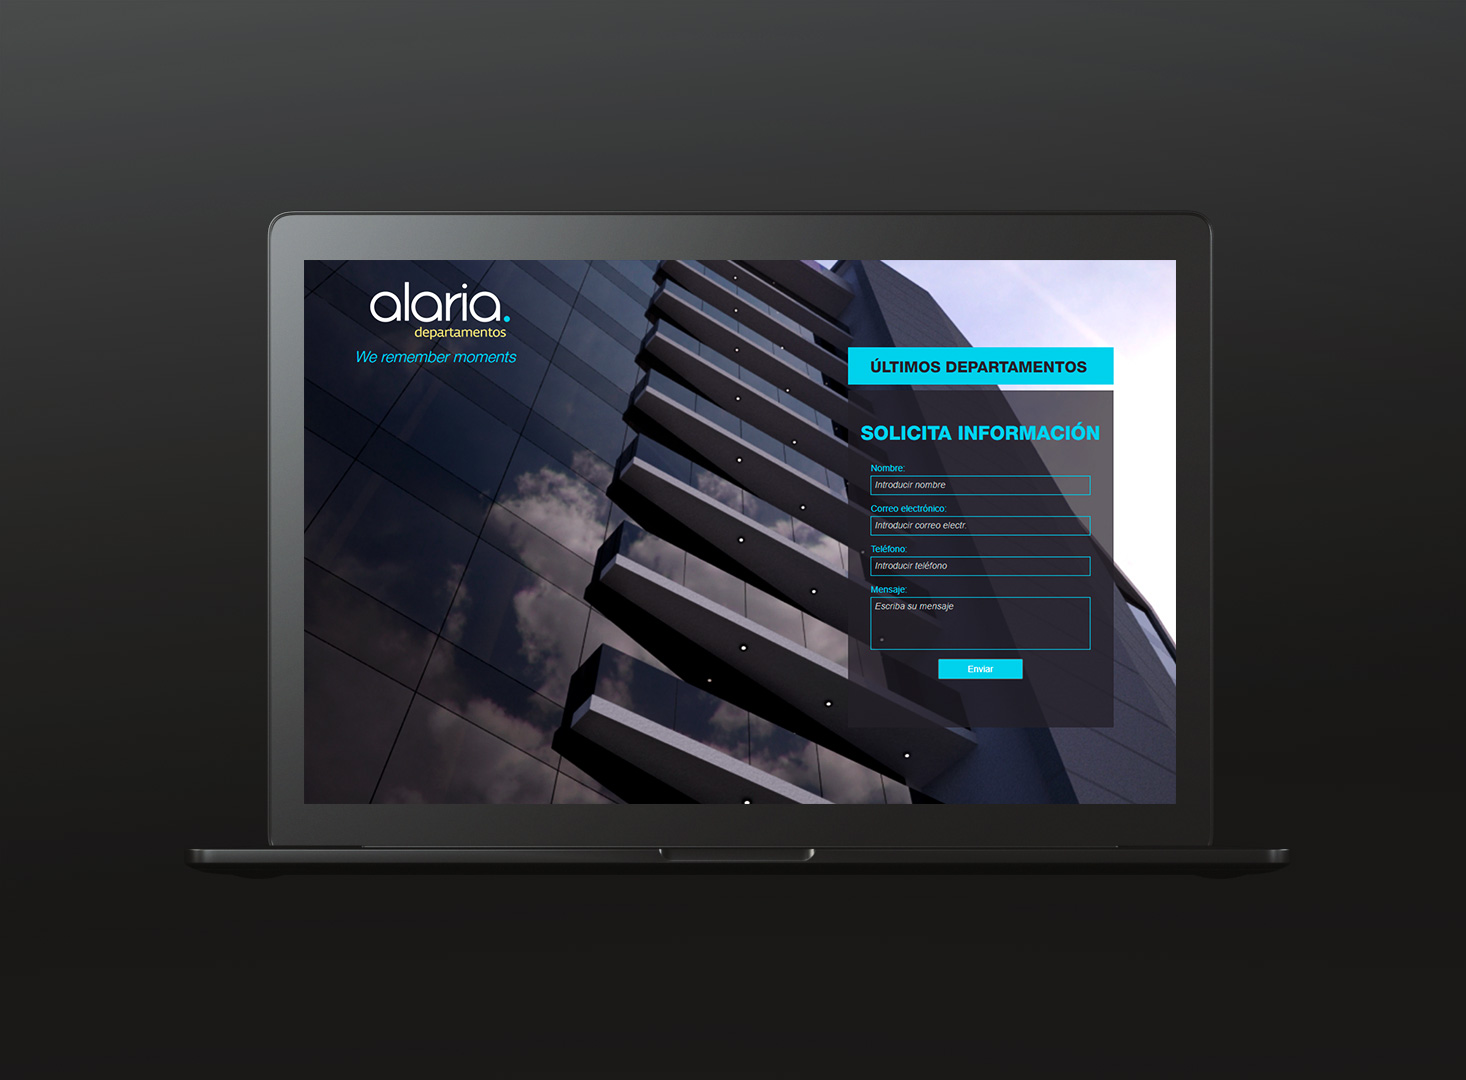 alaria.
departamentos
We remember moments
ÚLTIMOS DEPARTAMENTOS
SOLICITA INFORMACIÓN
Nombre:
Introducir nombre
Correo electrónico:
Introducir correo electr.
Teléfono:
Introducir teléfono
Mensaje:
Escriba su mensaje
Enviar